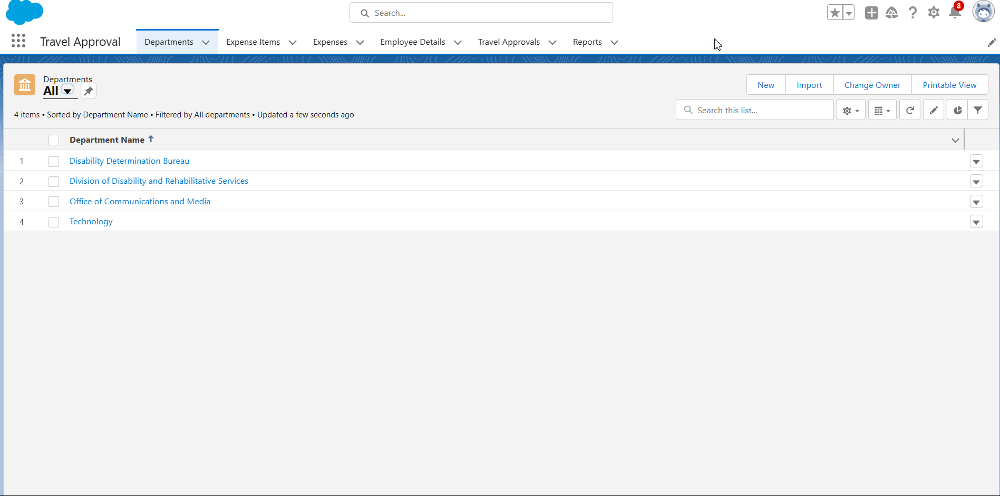 Search...
8
Travel Approval
Departments
Expense Items
Expenses
Employee Details
Travel Approvals
Reports
Departments
All
New
Import
Change Owner
Printable View
4 items • Sorted by Department Name • Filtered by All departments • Updated a few seconds ago
Search this list...
Department Name
1 Disability Determination Bureau
2 Division of Disability and Rehabilitative Services
3 Office of Communications and Media
4 Technology